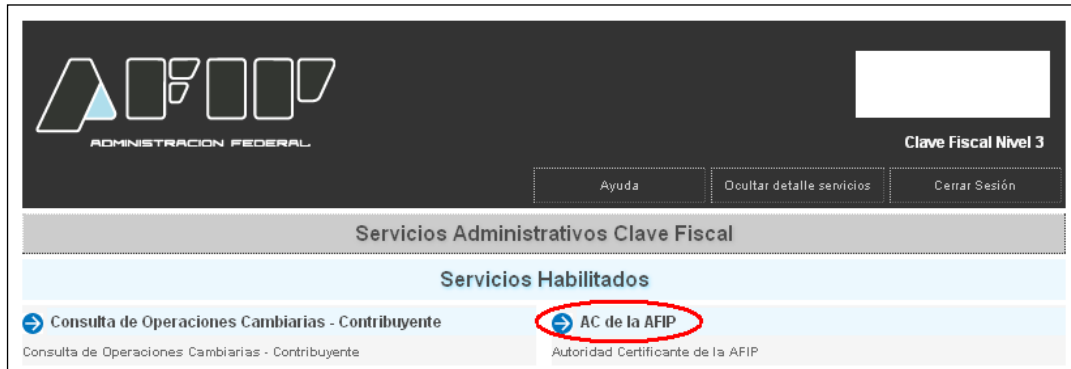 AFIP
ADMINISTRACION FEDERAL
Clave Fiscal Nivel 3
Ayuda
Ocultar detalle servicios
Cerrar Sesión
Servicios Administrativos Clave Fiscal
Servicios Habilitados
Consulta de Operaciones Cambiarias - Contribuyente
Consulta de Operaciones Cambiarias - Contribuyente
AC de la AFIP
Autoridad Certificante de la AFIP